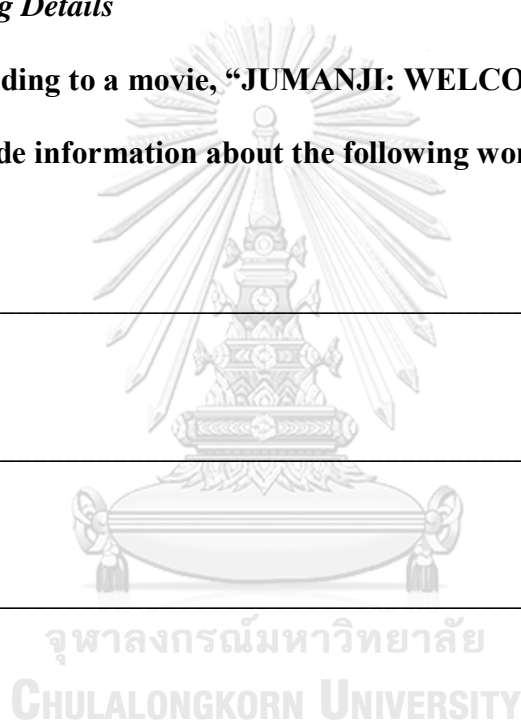 g Details
ding to a movie, “JUMANJI: WELCO
de information about the following wor
จุฬาลงกรณ์มหาวิทยาลัย
CHULALONGKORN UNIVERSITY